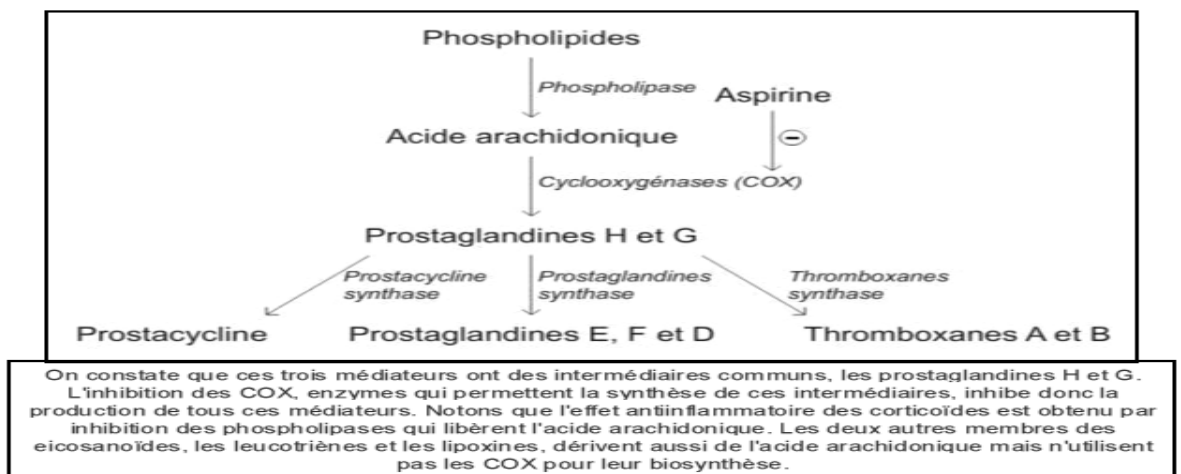 Phospholipides
Phospholipase
Aspirine
Acide arachidonique
Cyclooxygénases (COX)
Prostaglandines H et G
Prostacycline
synthase
Prostaglandines
synthase
Thromboxanes
synthase
Prostacycline
Prostaglandines E, F et D
Thromboxanes A et B
On constate que ces trois médiateurs ont des intermédiaires communs, les prostaglandines H et G.
L'inhibition des COX, enzymes qui permettent la synthèse de ces intermédiaires, inhibe donc la
production de tous ces médiateurs. Notons que l'effet antiinflammatoire des corticoïdes est obtenu par
inhibition des phospholipases qui libèrent l'acide arachidonique. Les deux autres membres des
eicosanoïdes, les leucotriènes et les lipoxines, dérivent aussi de l'acide arachidonique mais n'utilisent
pas les COX pour leur biosynthèse.